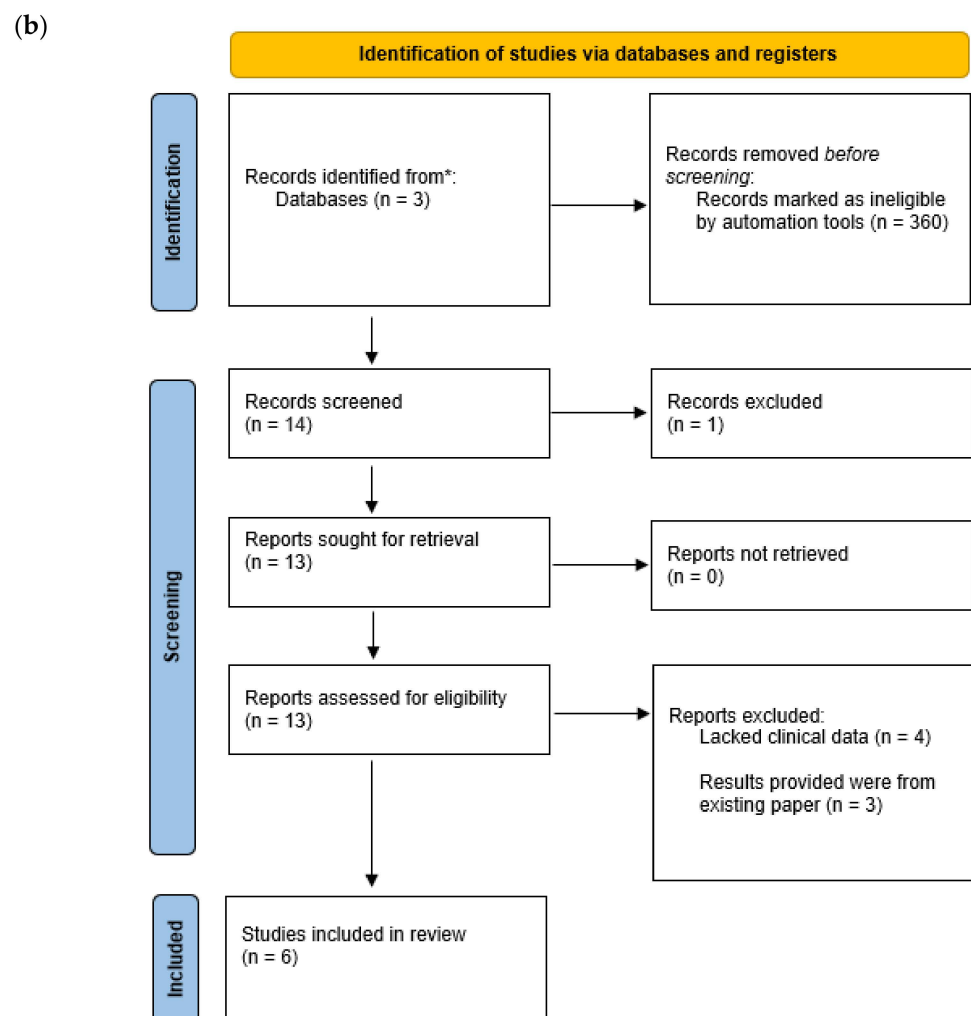 (b)
Identification of studies via databases and registers
Identification
Records identified from*:
Databases (n = 3)
Records removed before
screening:
Records marked as ineligible
by automation tools (n = 360)
Screening
Records screened
(n = 14)
Records excluded
(n = 1)
Reports sought for retrieval
(n = 13)
Reports not retrieved
(n = 0)
Reports assessed for eligibility
(n = 13)
Reports excluded:
Lacked clinical data (n = 4)
Results provided were from
existing paper (n = 3)
Included
Studies included in review
(n = 6)